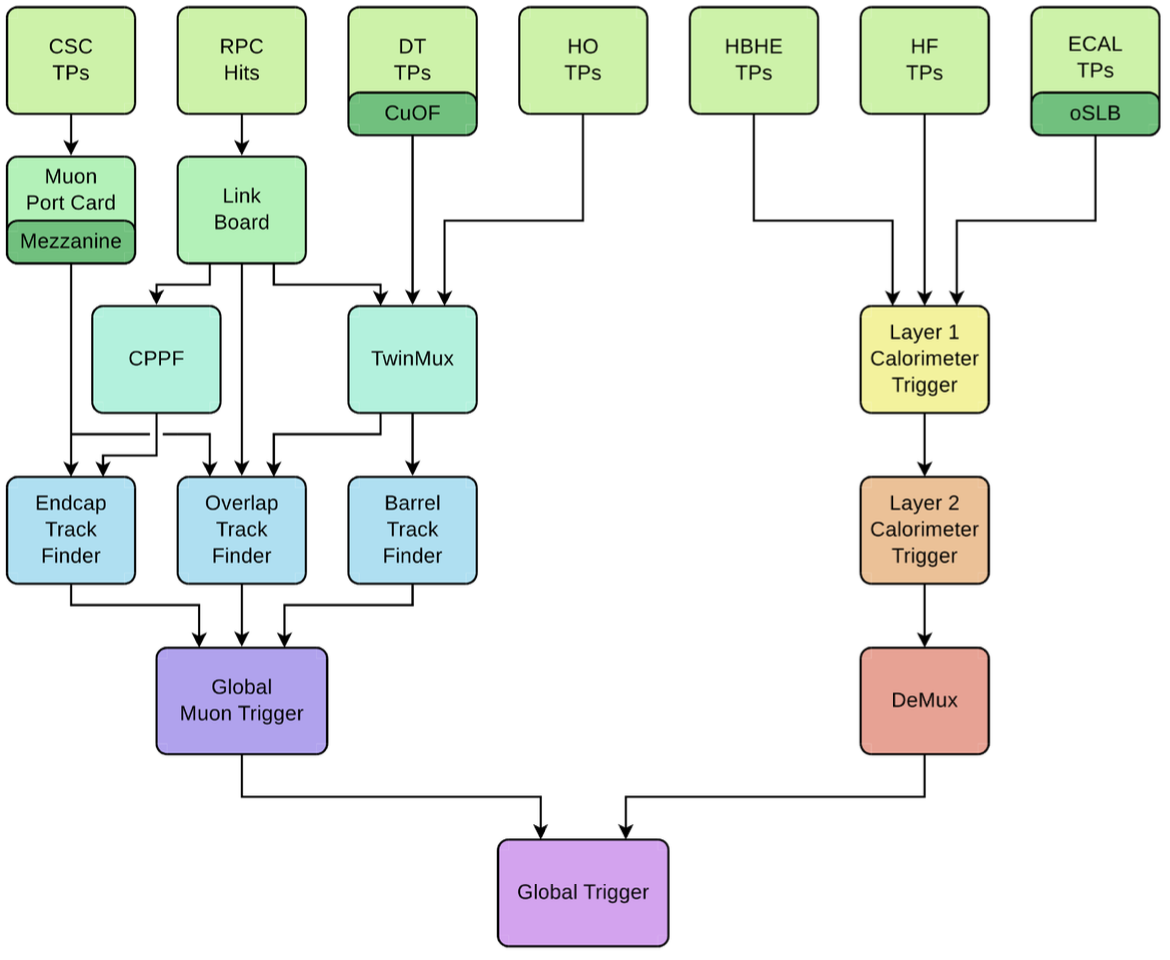 CSC
TPs
RPC
Hits
DT
TPs
CuOF
HO
TPs
HBHE
TPs
HF
TPs
ECAL
TPs
oSLB
Muon
Port Card
Mezzanine
Link
Board
CPPF
TwinMux
Layer 1
Calorimeter
Trigger
Endcap
Track
Finder
Overlap
Track
Finder
Barrel
Track
Finder
Layer 2
Calorimeter
Trigger
Global
Muon Trigger
DeMux
Global Trigger